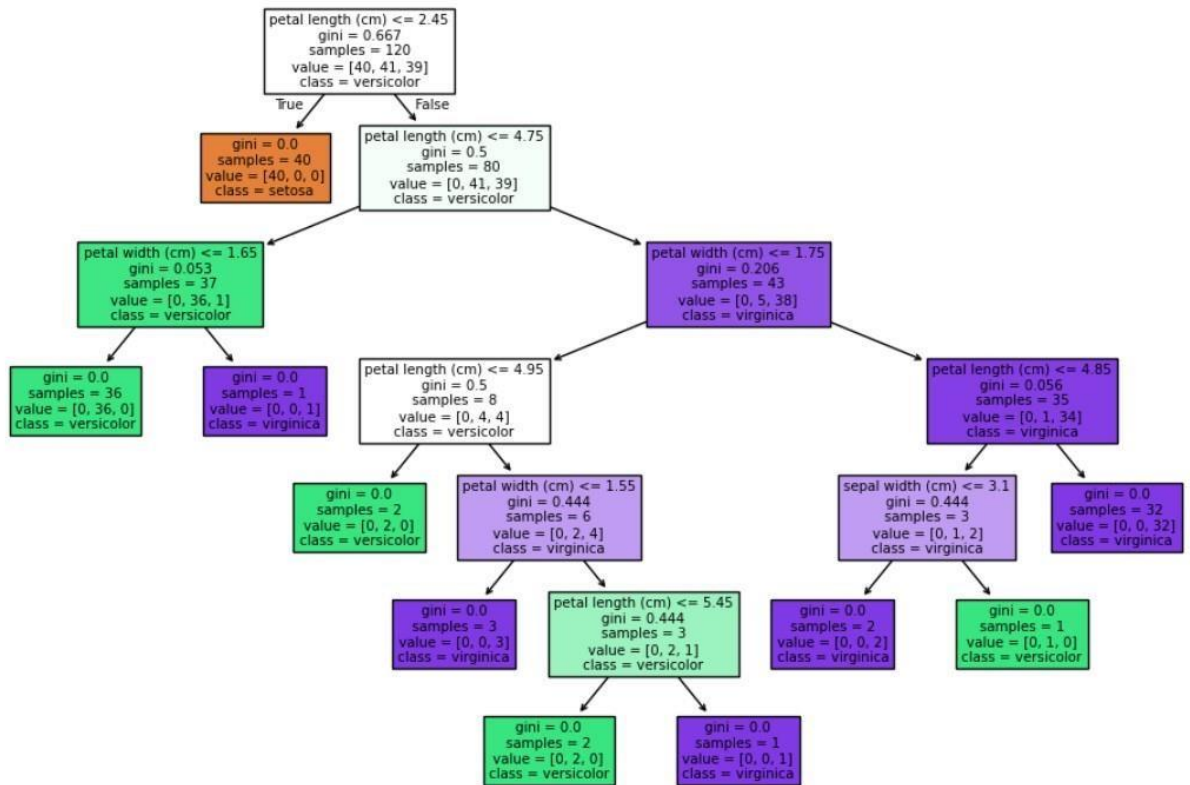 petal length (cm) <= 2.45
gini = 0.667
samples = 120
value = [40, 41, 39]
class = versicolor
True
False
gini = 0.0
samples = 40
value = [40, 0, 0]
class = setosa
petal length (cm) <= 4.75
gini = 0.5
samples = 80
value = [0, 41, 39]
class = versicolor
petal width (cm) <= 1.65
gini = 0.053
samples = 37
value = [0, 36, 1]
class = versicolor
petal width (cm) <= 1.75
gini = 0.206
samples = 43
value = [0, 5, 38]
class = virginica
gini = 0.0
samples = 36
value = [0, 36, 0]
class = versicolor
gini = 0.0
samples = 1
value = [0, 0, 1]
class = virginica
petal length (cm) <= 4.95
gini = 0.5
samples = 8
value = [0, 4, 4]
class = versicolor
petal length (cm) <= 4.85
gini = 0.056
samples = 35
value = [0, 1, 34]
class = virginica
gini = 0.0
samples = 2
value = [0, 2, 0]
class = versicolor
petal width (cm) <= 1.55
gini = 0.444
samples = 6
value = [0, 2, 4]
class = virginica
sepal width (cm) <= 3.1
gini = 0.444
samples = 3
value = [0, 1, 2]
class = virginica
gini = 0.0
samples = 32
value = [0, 0, 32]
class = virginica
gini = 0.0
samples = 3
value = [0, 0, 3]
class = virginica
petal length (cm) <= 5.45
gini = 0.444
samples = 3
value = [0, 2, 1]
class = versicolor
gini = 0.0
samples = 2
value = [0, 0, 2]
class = virginica
gini = 0.0
samples = 1
value = [0, 1, 0]
class = versicolor
gini = 0.0
samples = 2
value = [0, 2, 0]
class = versicolor
gini = 0.0
samples = 1
value = [0, 0, 1]
class = virginica